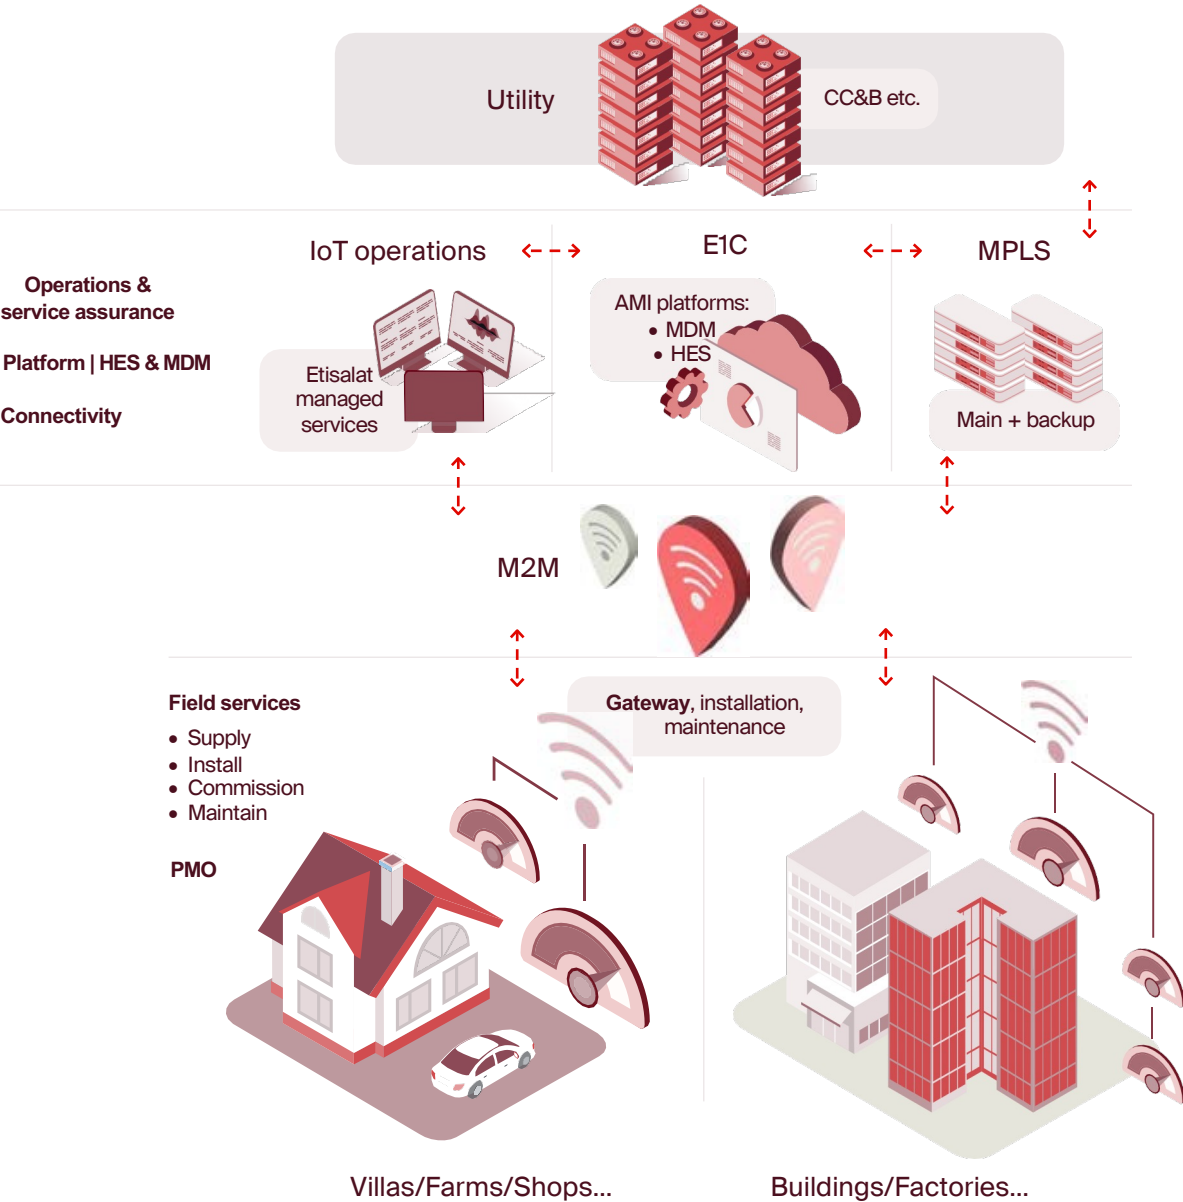 Utility
CC&B etc.
IoT operations
E1C
MPLS
Operations &
service assurance
Platform | HES & MDM
Connectivity
Etisalat
managed
services
AMI platforms:
• MDM
• HES
Main + backup
M2M
Field services
• Supply
• Install
• Commission
• Maintain
PMO
Gateway, installation,
maintenance
Villas/Farms/Shops...
Buildings/Factories...